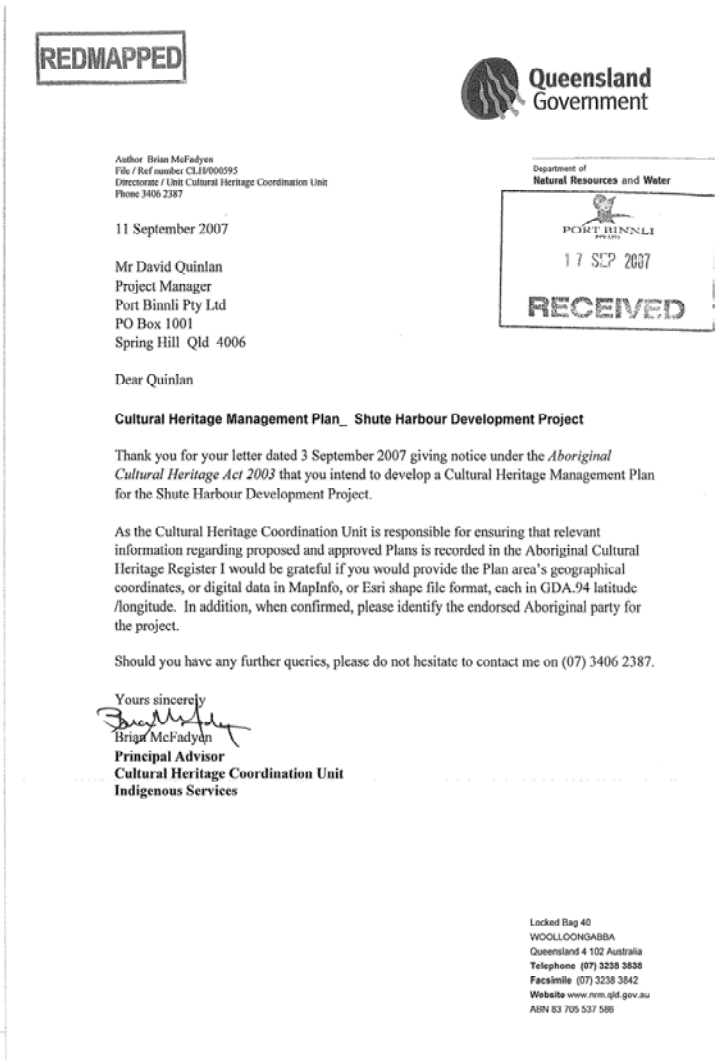 REDMAPPED
Queensland
Government
Author Brian McFadyen
File / Ref number CLH/000595
Directorate / Unit Cultural Heritage Coordination Unit
Phone 3406 2387
Department of
Natural Resources and Water
PORT BINNLI
PTY LTD
17 SEP 2007
RECEIVED
11 September 2007
Mr David Quinlan
Project Manager
Port Binnli Pty Ltd
PO Box 1001
Spring Hill Qld 4006
Dear Quinlan
Cultural Heritage Management Plan_ Shute Harbour Development Project
Thank you for your letter dated 3 September 2007 giving notice under the Aboriginal
Cultural Heritage Act 2003 that you intend to develop a Cultural Heritage Management Plan
for the Shute Harbour Development Project.
As the Cultural Heritage Coordination Unit is responsible for ensuring that relevant
information regarding proposed and approved Plans is recorded in the Aboriginal Cultural
Heritage Register I would be grateful if you would provide the Plan area's geographical
coordinates, or digital data in MapInfo, or Esri shape file format, each in GDA.94 latitude
/longitude. In addition, when confirmed, please identify the endorsed Aboriginal party for
the project.
Should you have any further queries, please do not hesitate to contact me on (07) 3406 2387.
Yours sincerely
Brian McFadyen
Principal Advisor
Cultural Heritage Coordination Unit
Indigenous Services
Locked Bag 40
WOOLLOONGABBA
Queensland 4 102 Australia
Telephone (07) 3238 3838
Facsimile (07) 3238 3842
Website www.nrm.qld.gov.au
ABN 83 705 537 586